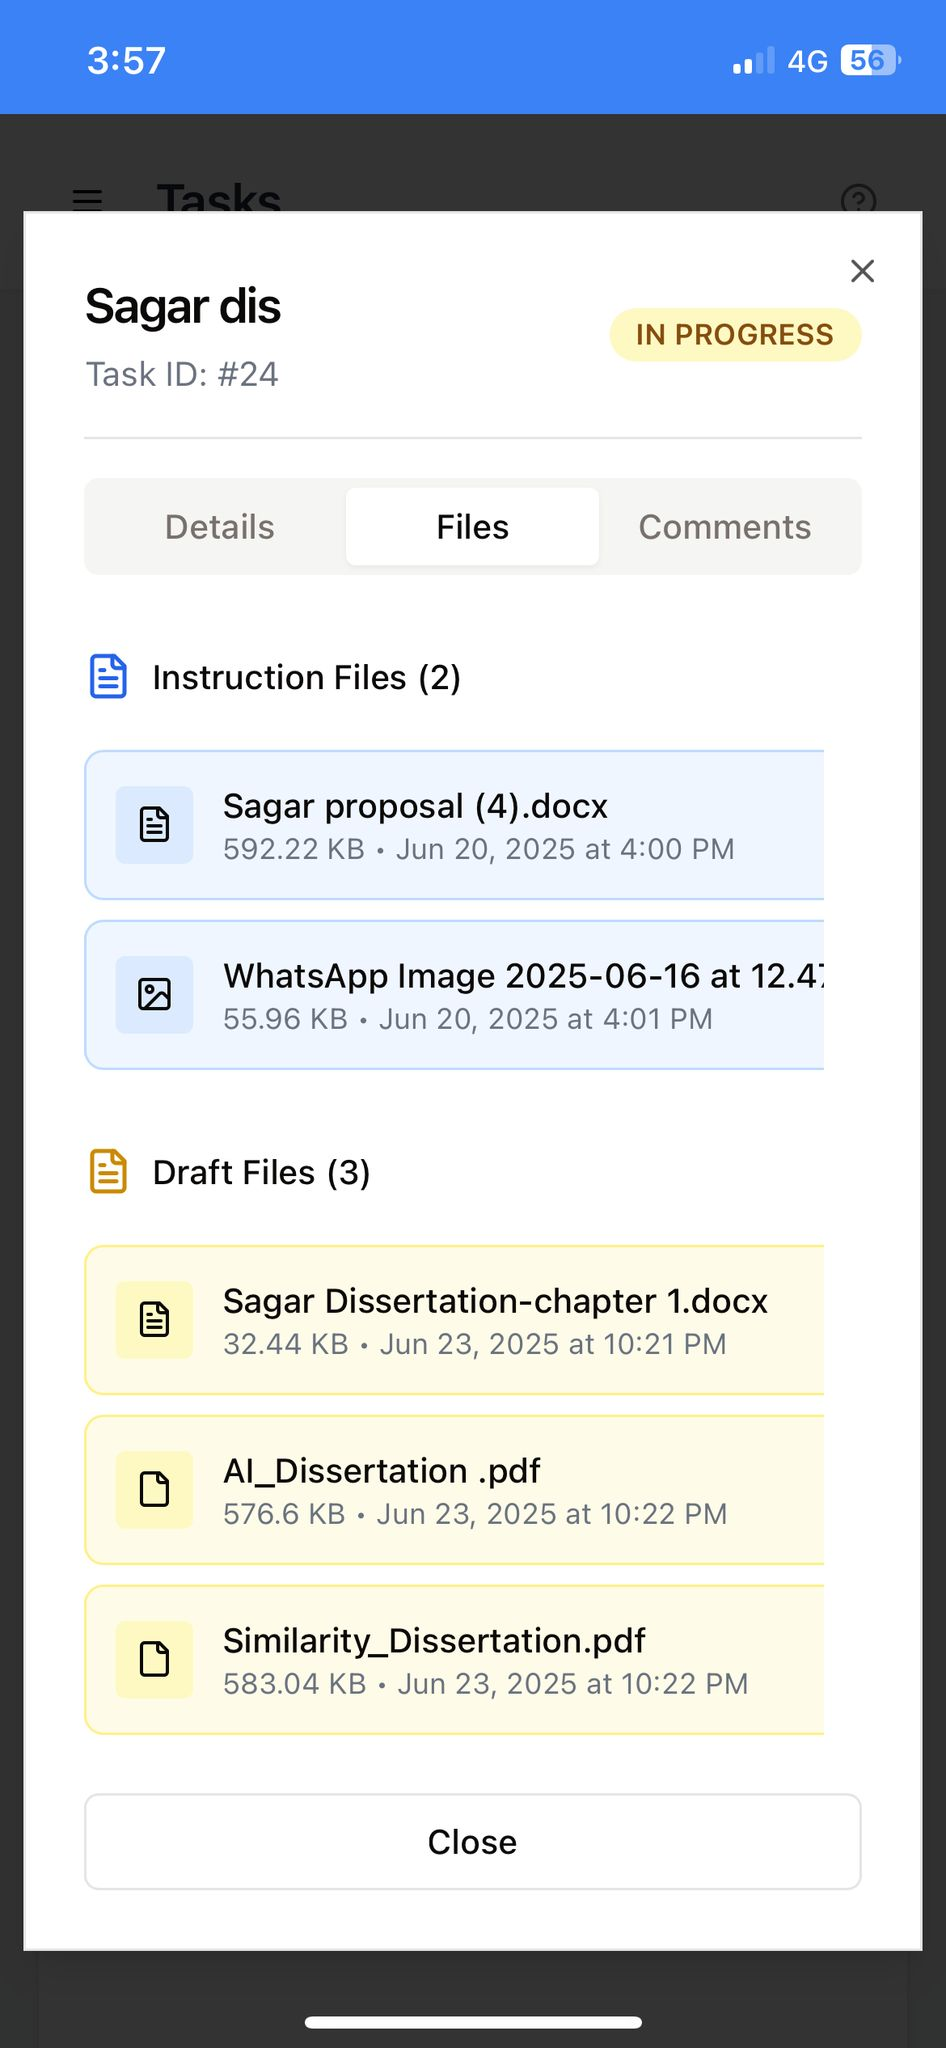 3:57
4G 56
Tasks
Sagar dis
IN PROGRESS
Task ID: #24
Details
Files
Comments
Instruction Files (2)
Sagar proposal (4).docx
592.22 KB • Jun 20, 2025 at 4:00 PM
WhatsApp Image 2025-06-16 at 12.47
55.96 KB • Jun 20, 2025 at 4:01 PM
Draft Files (3)
Sagar Dissertation-chapter 1.docx
32.44 KB • Jun 23, 2025 at 10:21 PM
AI_Dissertation .pdf
576.6 KB • Jun 23, 2025 at 10:22 PM
Similarity_Dissertation.pdf
583.04 KB • Jun 23, 2025 at 10:22 PM
Close